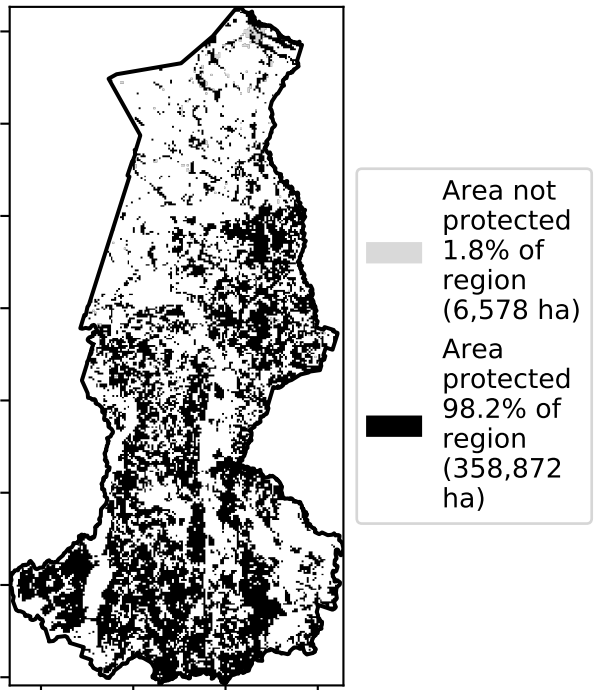 Area not
protected
1.8% of
region
(6,578 ha)
Area
protected
98.2% of
region
(358,872
ha)